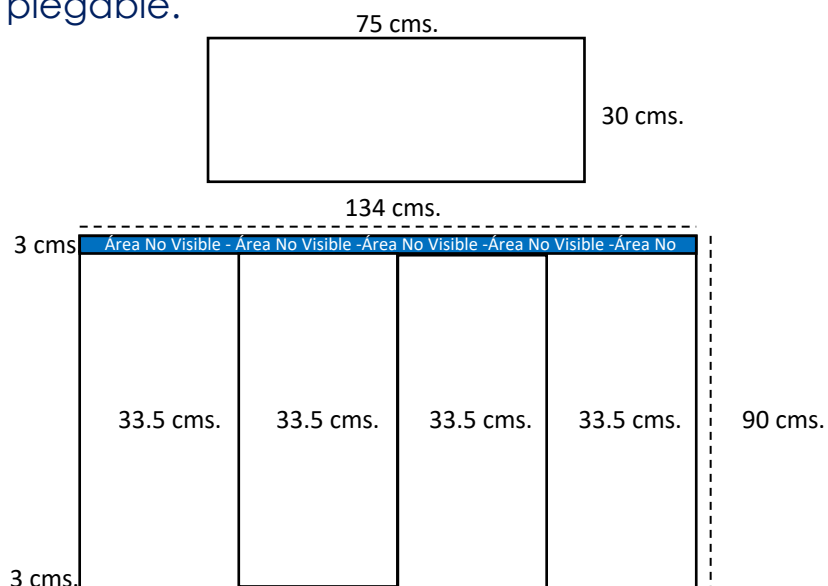 plegable.
75 cms.
30 cms.
134 cms.
3 cms
Área No Visible - Área No Visible -Área No Visible -Área No Visible -Área No
33.5 cms. 33.5 cms. 33.5 cms. 33.5 cms. 90 cms.
3 cms.